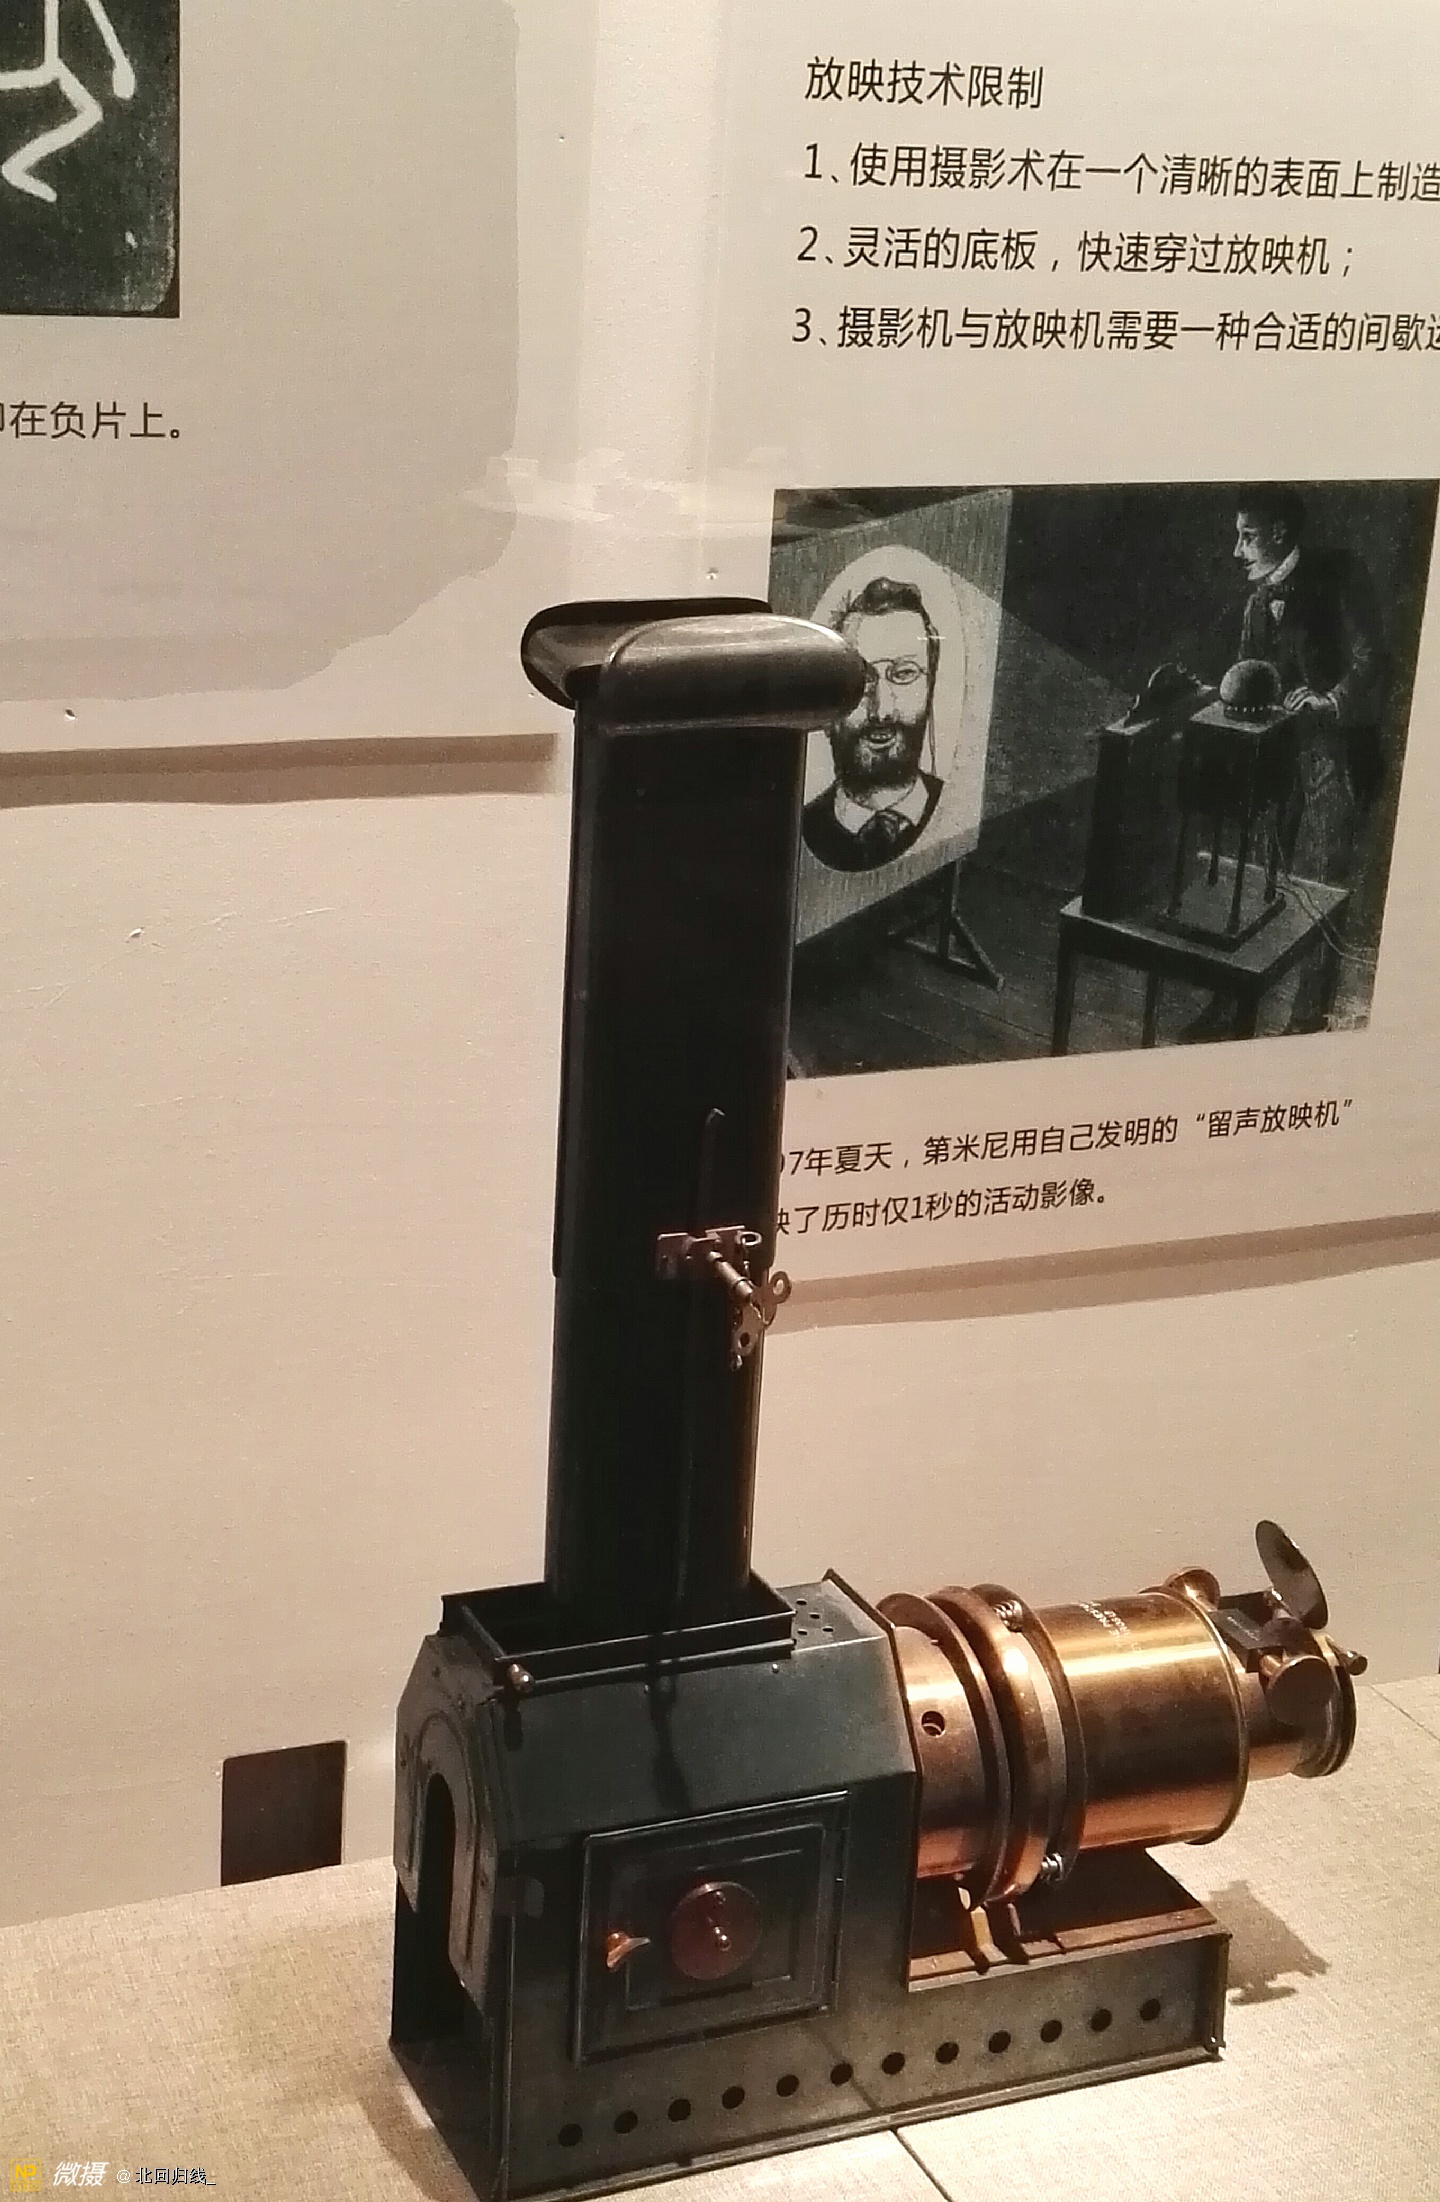 放映技术限制
1、使用摄影术在一个清晰的表面上制造
2、灵活的底板，快速穿过放映机；
3、摄影机与放映机需要一种合适的间歇运
在负片上。
7年夏天，第米尼用自己发明的“留声放映机”
映了历时仅1秒的活动影像。
NP 微摄 @北回归线_